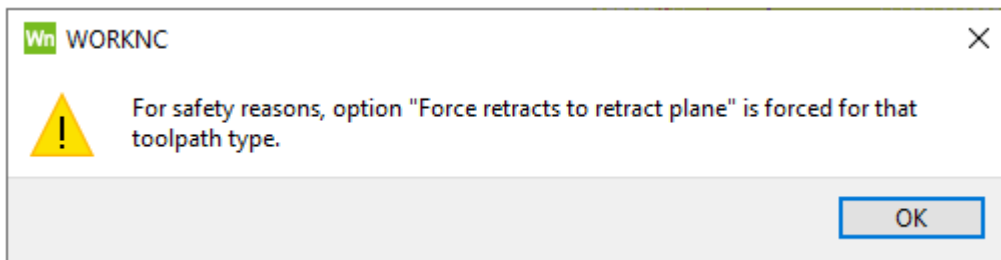 Wn WORKNC
For safety reasons, option "Force retracts to retract plane" is forced for that
toolpath type.
OK